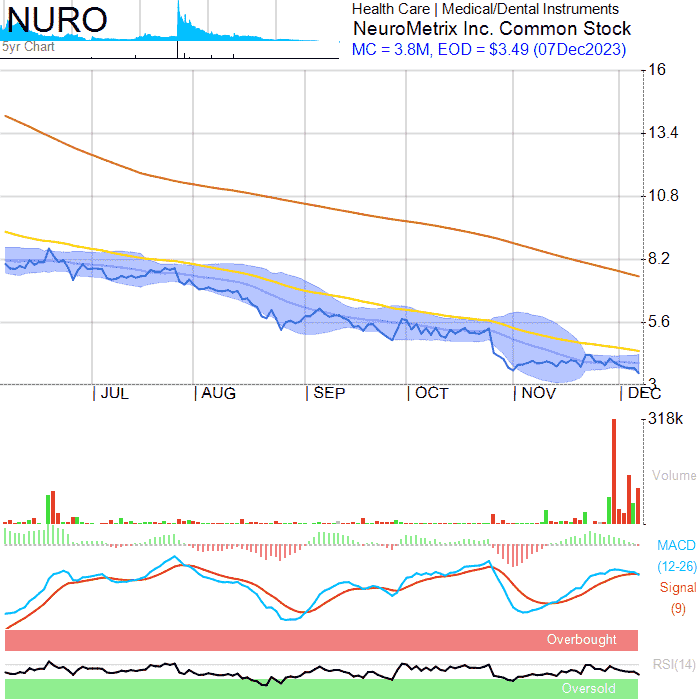 NURO
5yr Chart
Health Care | Medical/Dental Instruments
NeuroMetrix Inc. Common Stock
MC = 3.8M, EOD = $3.49 (07Dec2023)
16
13.4
10.8
8.2
5.6
3
JUL AUG SEP OCT NOV DEC
318k
Volume
MACD
(12-26)
Signal
(9)
Overbought
RSI(14)
Oversold